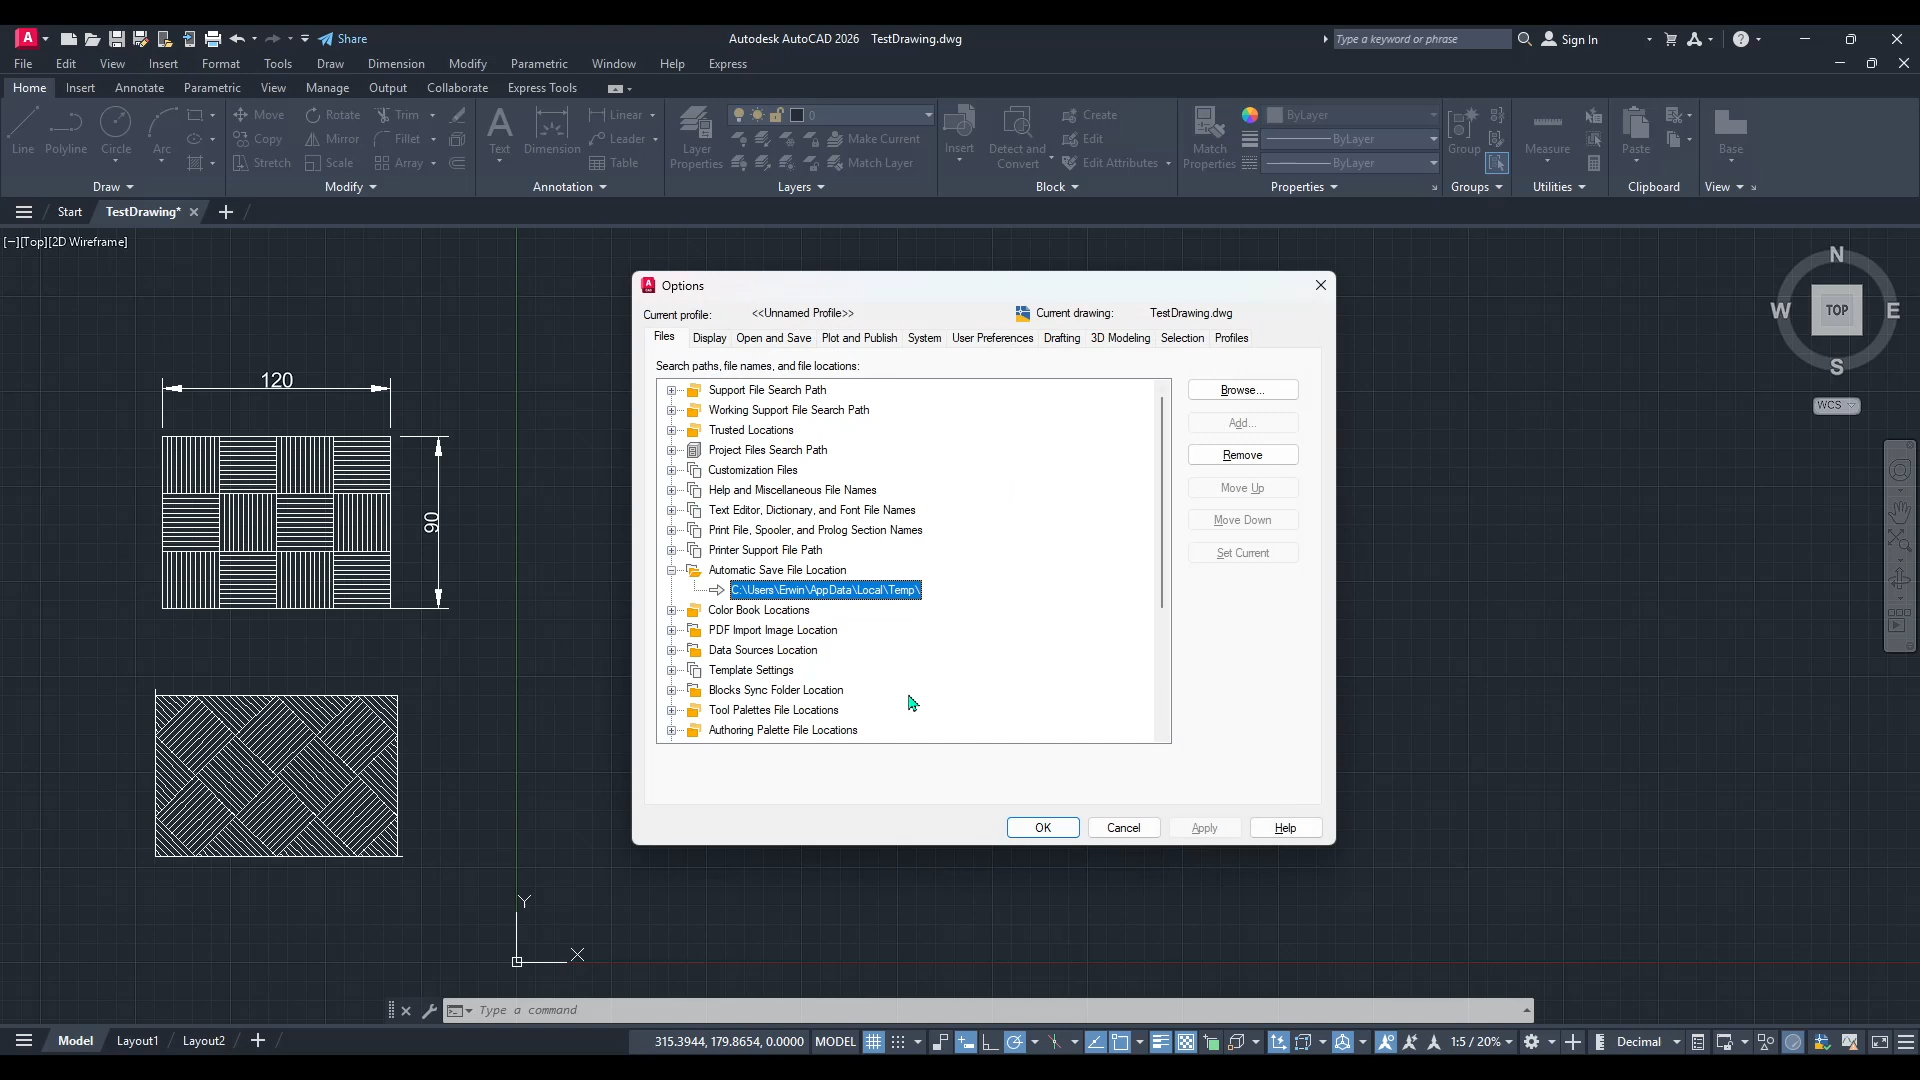 A
Share
Autodesk AutoCAD 2026 TestDrawing.dwg
Type a keyword or phrase
Sign In
File Edit View Insert Format Tools Draw Dimension Modify Parametric Window Help Express
Home Insert Annotate Parametric View Manage Output Collaborate Express Tools
Line Polyline Circle Arc
Move Rotate Trim
Copy Mirror Fillet
Stretch Scale Array
Text Dimension
Linear
Leader
Table
Layer Properties
0
Make Current
Match Layer
Insert Detect and Convert
Create
Edit
Edit Attributes
Match Properties
ByLayer
ByLayer
ByLayer
Group Measure Paste Base
Draw Modify Annotation Layers Block Properties Groups Utilities Clipboard View
Start TestDrawing*
[−][Top][2D Wireframe]
N
W TOP E
S
WCS
120
90
Options
Current profile: <<Unnamed Profile>> Current drawing: TestDrawing.dwg
Files Display Open and Save Plot and Publish System User Preferences Drafting 3D Modeling Selection Profiles
Search paths, file names, and file locations:
Support File Search Path
Working Support File Search Path
Trusted Locations
Project Files Search Path
Customization Files
Help and Miscellaneous File Names
Text Editor, Dictionary, and Font File Names
Print File, Spooler, and Prolog Section Names
Printer Support File Path
Automatic Save File Location
C:\Users\Erwin\AppData\Local\Temp\
Color Book Locations
PDF Import Image Location
Data Sources Location
Template Settings
Blocks Sync Folder Location
Tool Palettes File Locations
Authoring Palette File Locations
Browse...
Add...
Remove
Move Up
Move Down
Set Current
OK Cancel Apply Help
Y
X
Type a command
Model Layout1 Layout2
315.3944, 179.8654, 0.0000 MODEL 1:5 / 20% Decimal